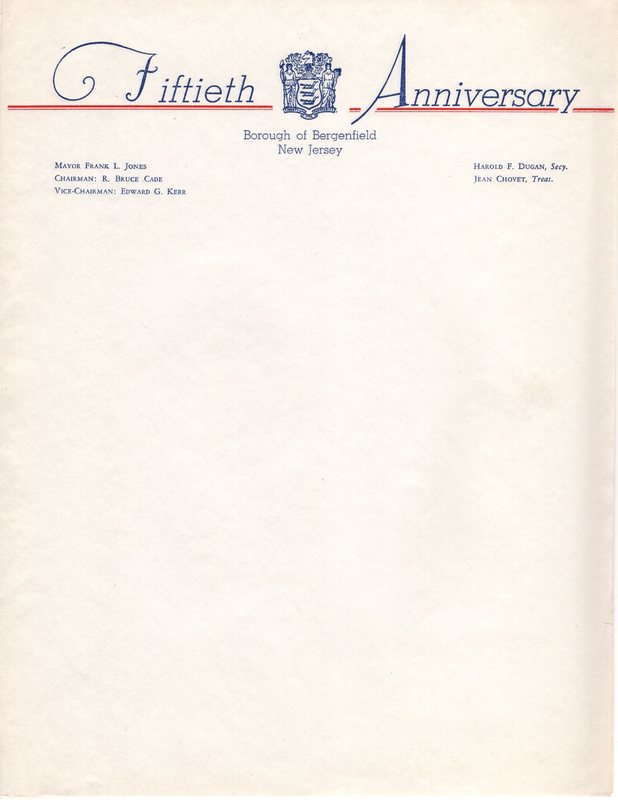 Fiftieth Anniversary
Borough of Bergenfield
New Jersey
Mayor Frank L. Jones
Chairman: R. Bruce Cade
Vice-Chairman: Edward G. Kerr
Harold F. Dugan, Secy.
Jean Chovet, Treas.